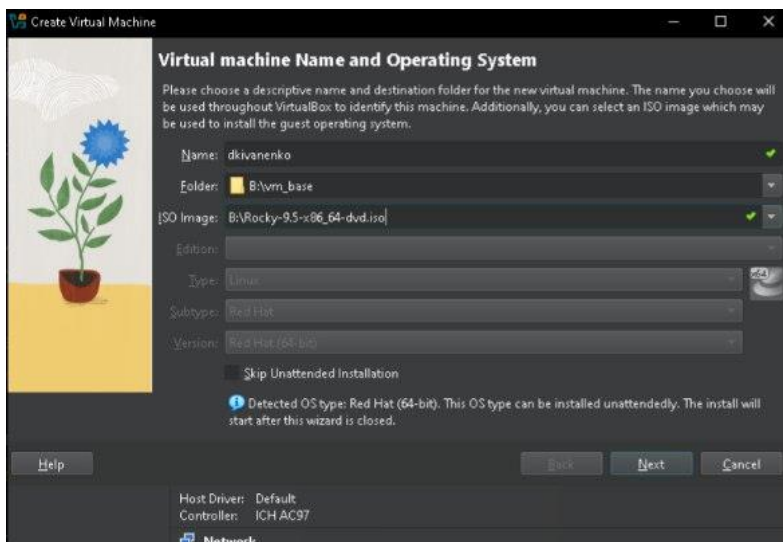 Create Virtual Machine
Virtual machine Name and Operating System
Please choose a descriptive name and destination folder for the new virtual machine. The name you choose will
be used throughout VirtualBox to identify this machine. Additionally, you can select an ISO image which may
be used to install the guest operating system.
Name: dkivanenko
Folder: B:\vm_base
ISO Image: B:\Rocky-9.5-x86_64-dvd.iso
Edition:
Type: Linux
x64
Subtype: Red Hat
Version: Red Hat (64-bit)
Skip Unattended Installation
Detected OS type: Red Hat (64-bit). This OS type can be installed unattendedly. The install will
start after this wizard is closed.
Help Back Next Cancel
Host Driver: Default
Controller: ICH AC97
Network